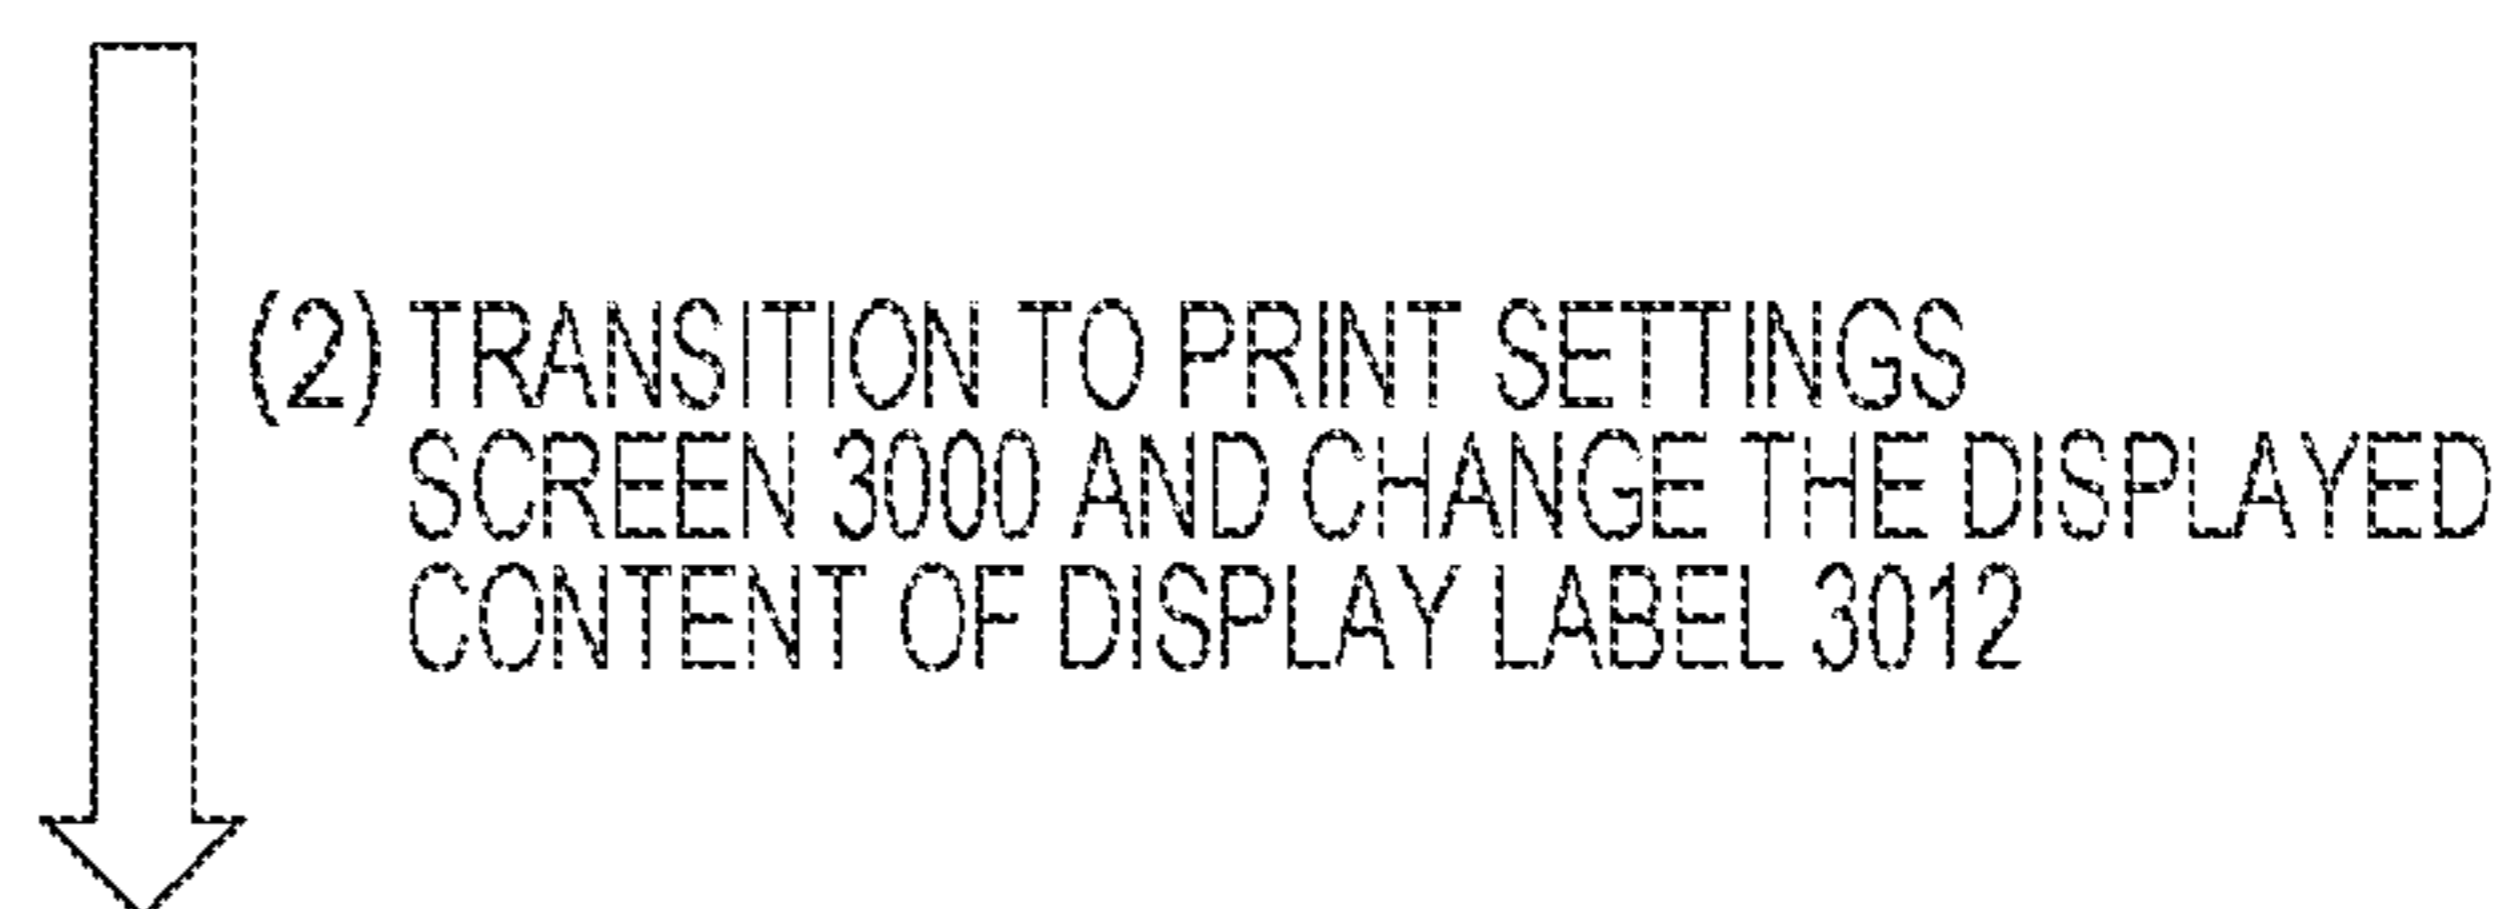 (2) TRANSITION TO PRINT SETTINGS
SCREEN 3000 AND CHANGE THE DISPLAYED
CONTENT OF DISPLAY LABEL 3012